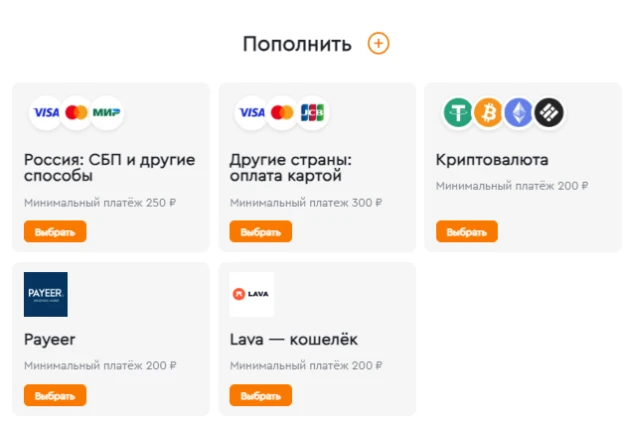 Пополнить
VISA МИР
Россия: СБП и другие
способы
Минимальный платёж 250 ₽
Выбрать
VISA JCB
Другие страны:
оплата картой
Минимальный платеж 300 ₽
Выбрать
Криптовалюта
Минимальный платёж 200 ₽
Выбрать
PAYEER
Payeer
Минимальный платёж 200 ₽
Выбрать
LAVA
Lava — кошелёк
Минимальный платёж 200 ₽
Выбрать